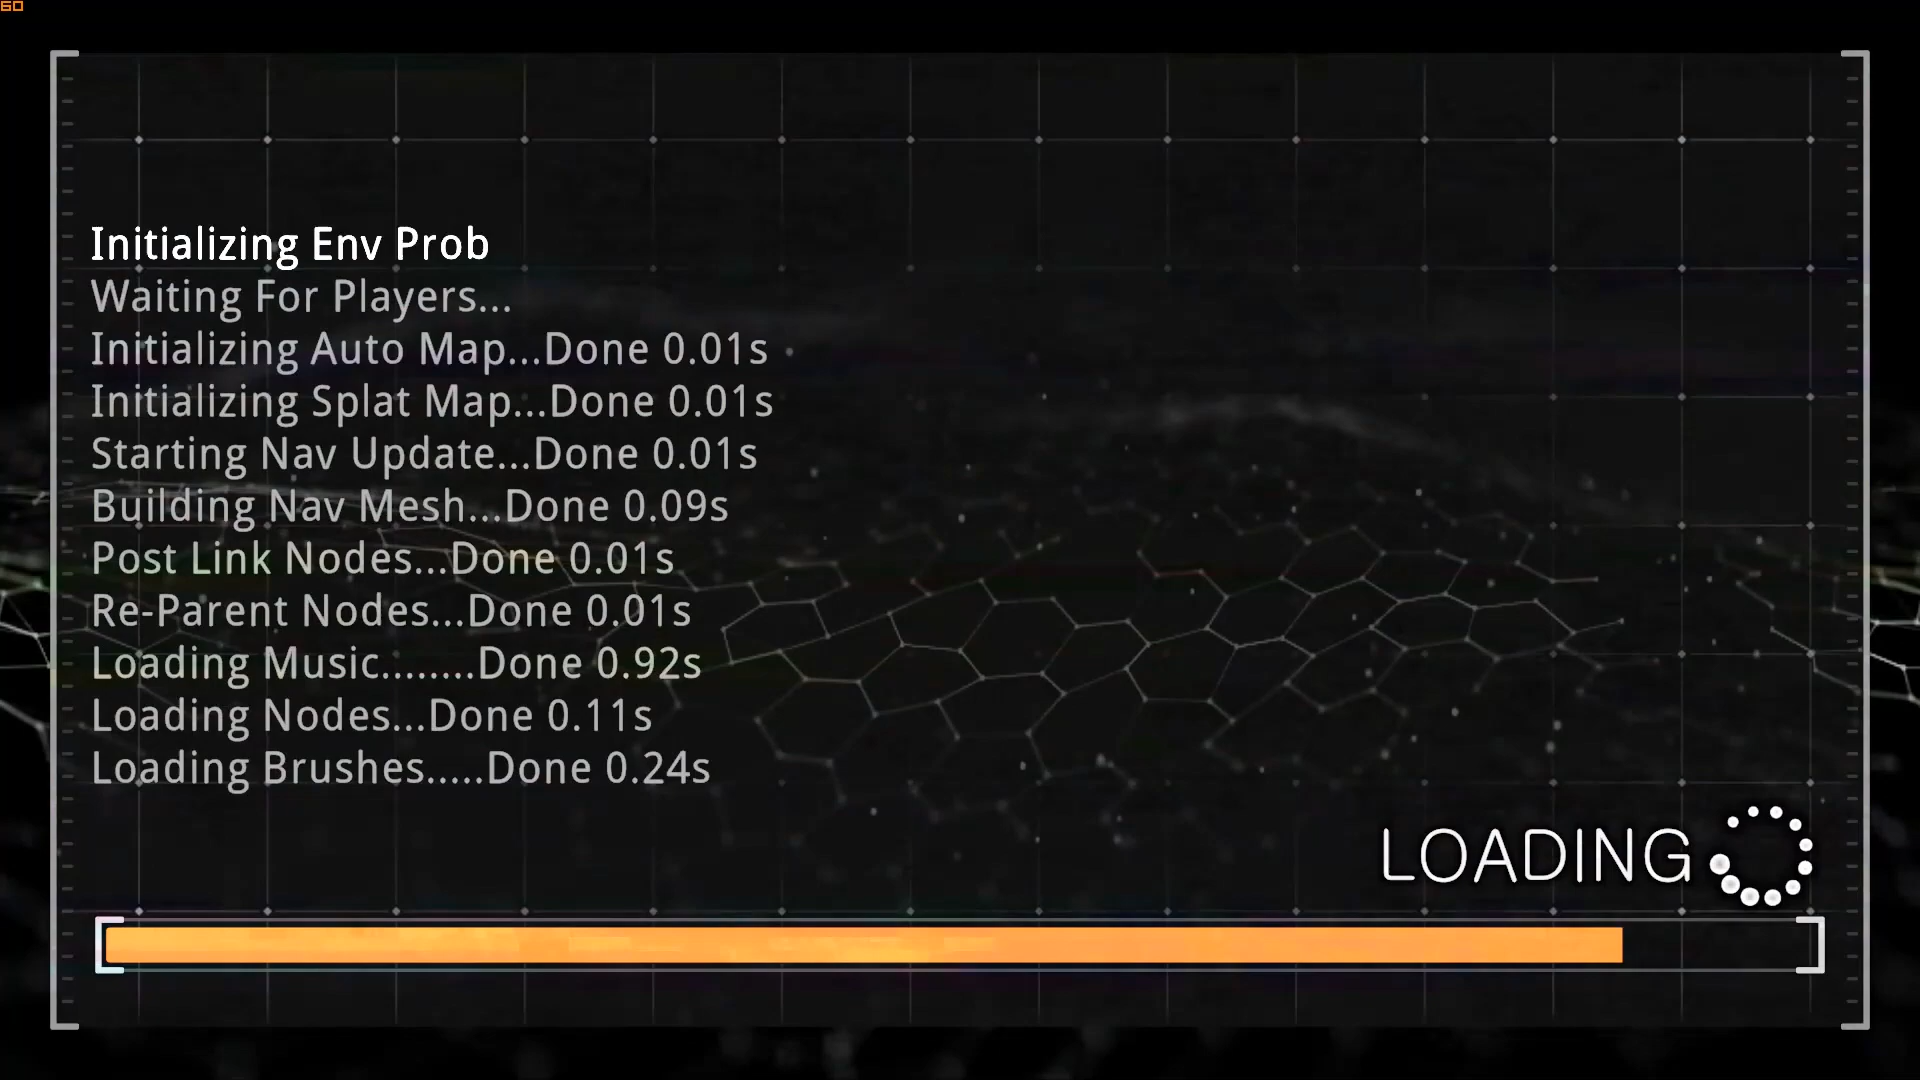 60
Initializing Env Prob
Waiting For Players...
Initializing Auto Map...Done 0.01s
Initializing Splat Map...Done 0.01s
Starting Nav Update...Done 0.01s
Building Nav Mesh...Done 0.09s
Post Link Nodes...Done 0.01s
Re-Parent Nodes...Done 0.01s
Loading Music........Done 0.92s
Loading Nodes...Done 0.11s
Loading Brushes.....Done 0.24s
LOADING